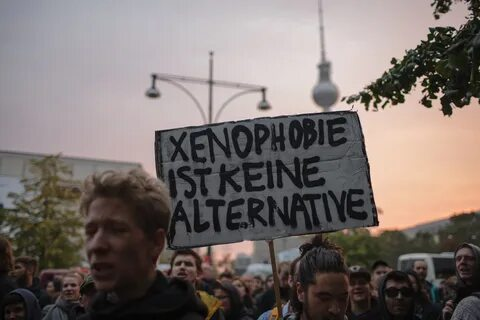 XENOPHOBIE
IST KEINE
ALTERNATIVE